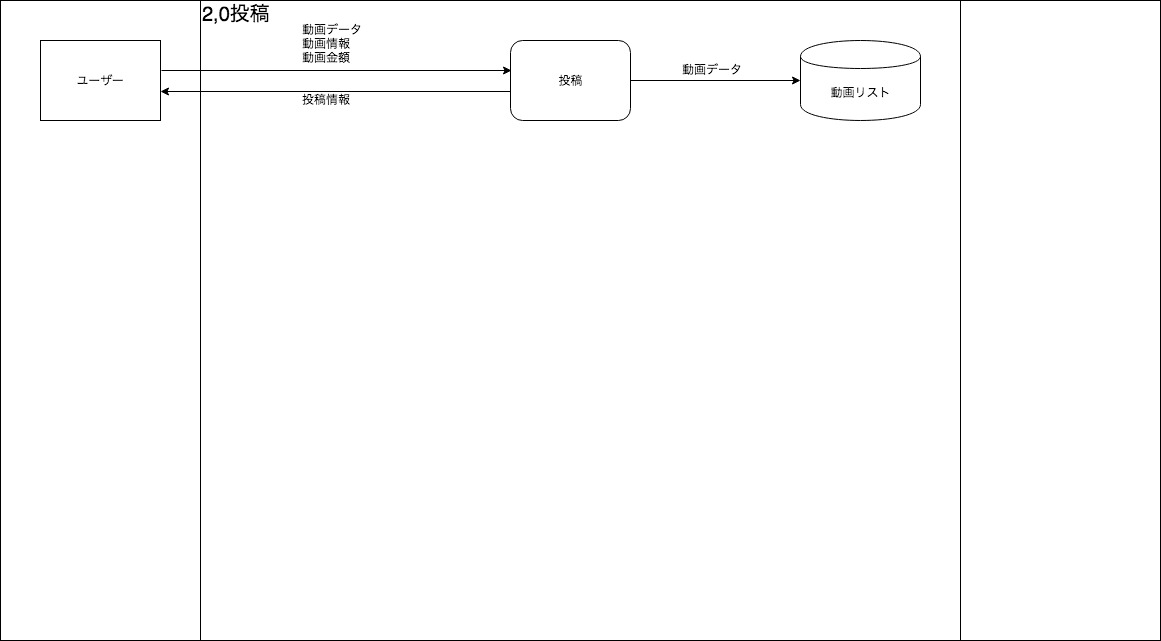 2,0投稿
動画データ
動画情報
動画金額
ユーザー
投稿
動画データ
動画リスト
投稿情報